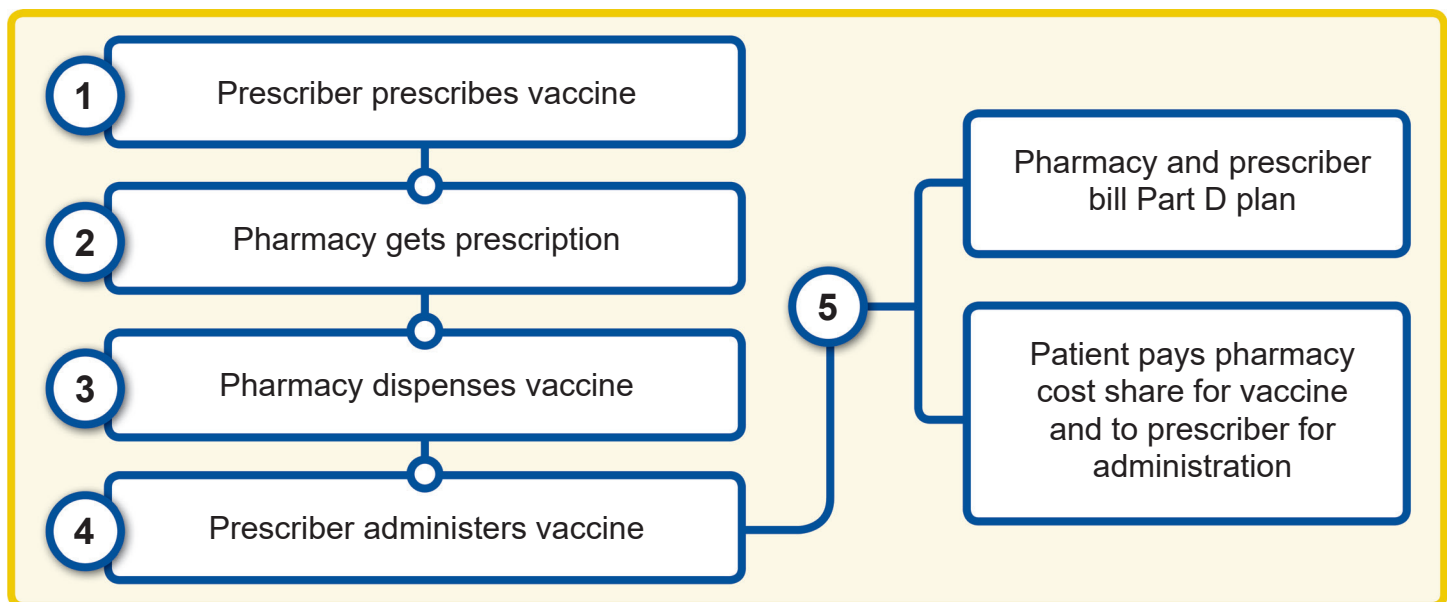 1
Prescriber prescribes vaccine
2
Pharmacy gets prescription
3
Pharmacy dispenses vaccine
4
Prescriber administers vaccine
5
Pharmacy and prescriber
bill Part D plan
Patient pays pharmacy
cost share for vaccine
and to prescriber for
administration